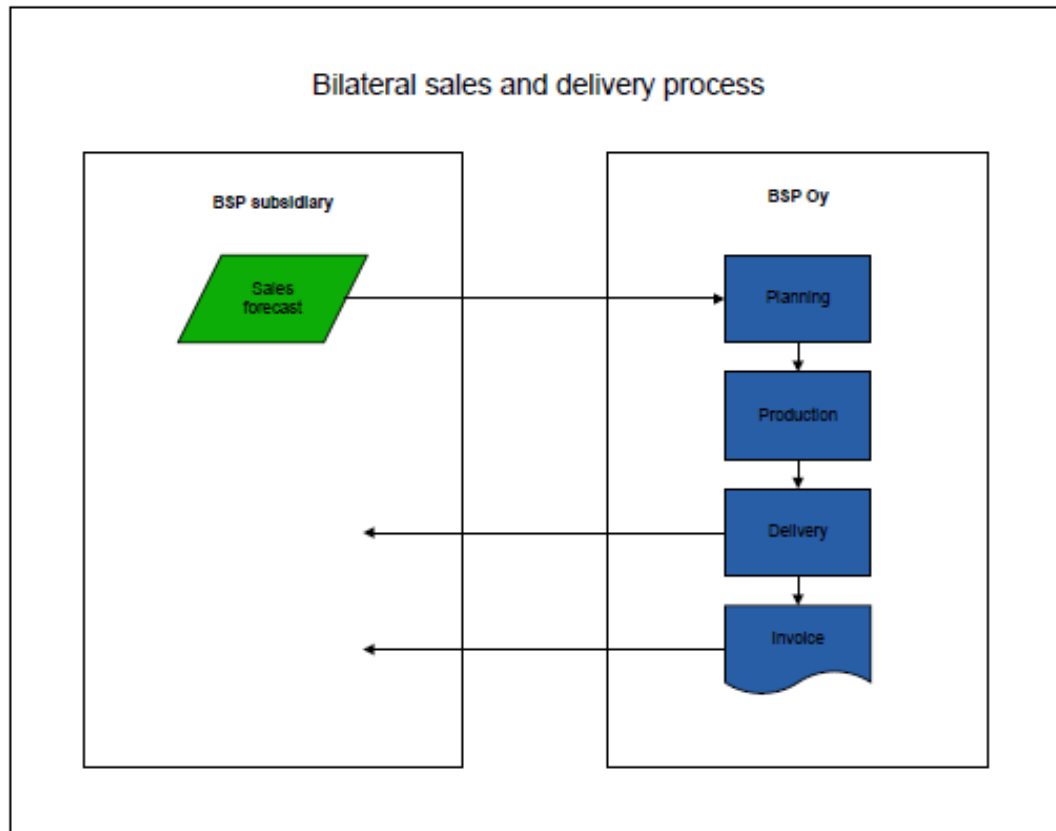 Bilateral sales and delivery process
BSP subsidiary
Sales
forecast
BSP Oy
Planning
Production
Delivery
Invoice